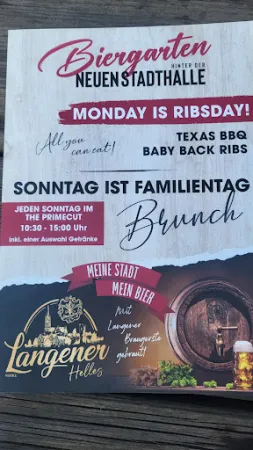 Biergarten
HINTER DER
NEUEN STADTHALLE
MONDAY IS RIBSDAY!
All you
can eat!
TEXAS BBQ
BABY BACK RIBS
SONNTAG IST FAMILIENTAG
Brunch
JEDEN SONNTAG IM
THE PRIMECUT
10:30 - 15:00 Uhr
inkl. einer Auswahl Getränke
MEINE STADT
MEIN BIER
Mit
Langener
Braugerste
gebraut!
Langener
Helles